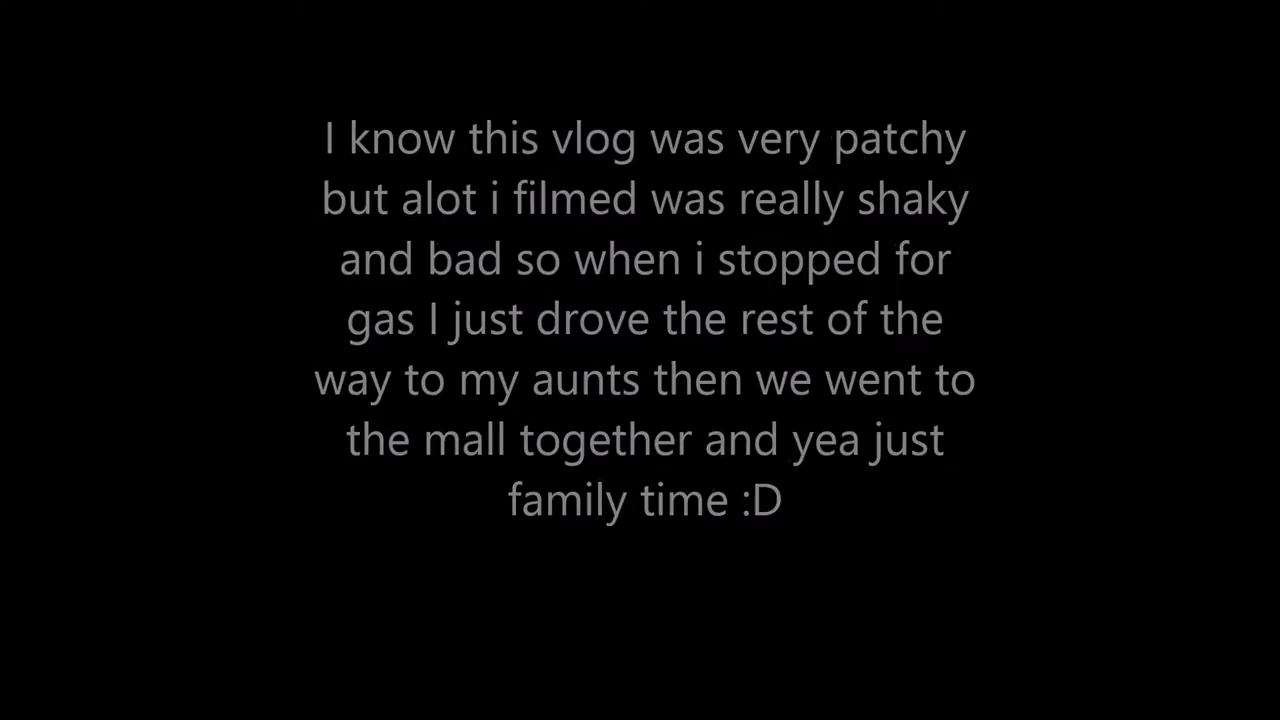 I know this vlog was very patchy
but alot i filmed was really shaky
and bad so when i stopped for
gas I just drove the rest of the
way to my aunts then we went to
the mall together and yea just
family time :D